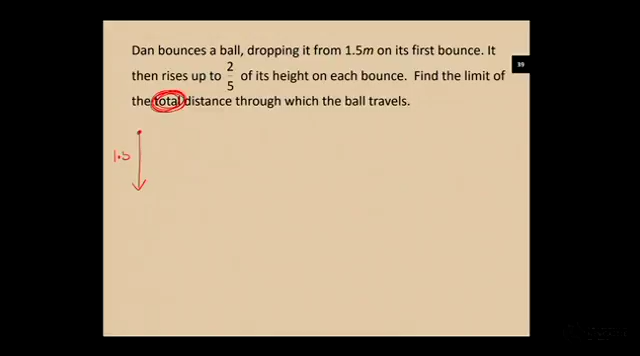 Dan bounces a ball, dropping it from 1.5m on its first bounce. It
then rises up to 2/5 of its height on each bounce. Find the limit of
the total distance through which the ball travels.
39
1.5